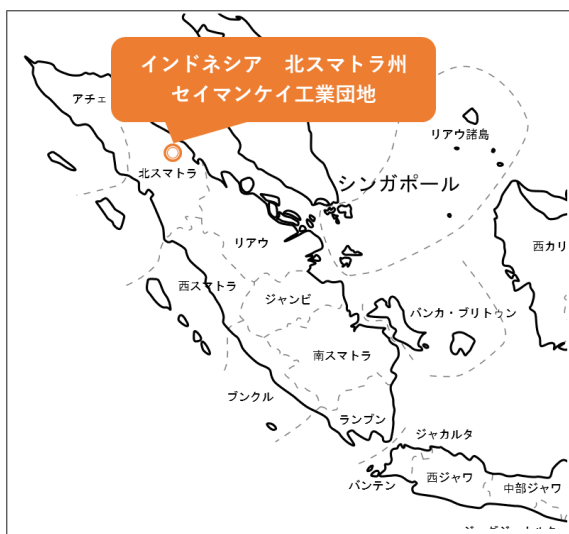 インドネシア 北スマトラ州
セイマンケイ工業団地
アチェ
リアウ諸島
北スマトラ
シンガポール
リアウ
西カリ
西スマトラ
ジャンビ
バンカ・ブリトゥン
南スマトラ
ブンクル
ランプン
ジャカルタ
バンテン
西ジャワ
中部ジャワ